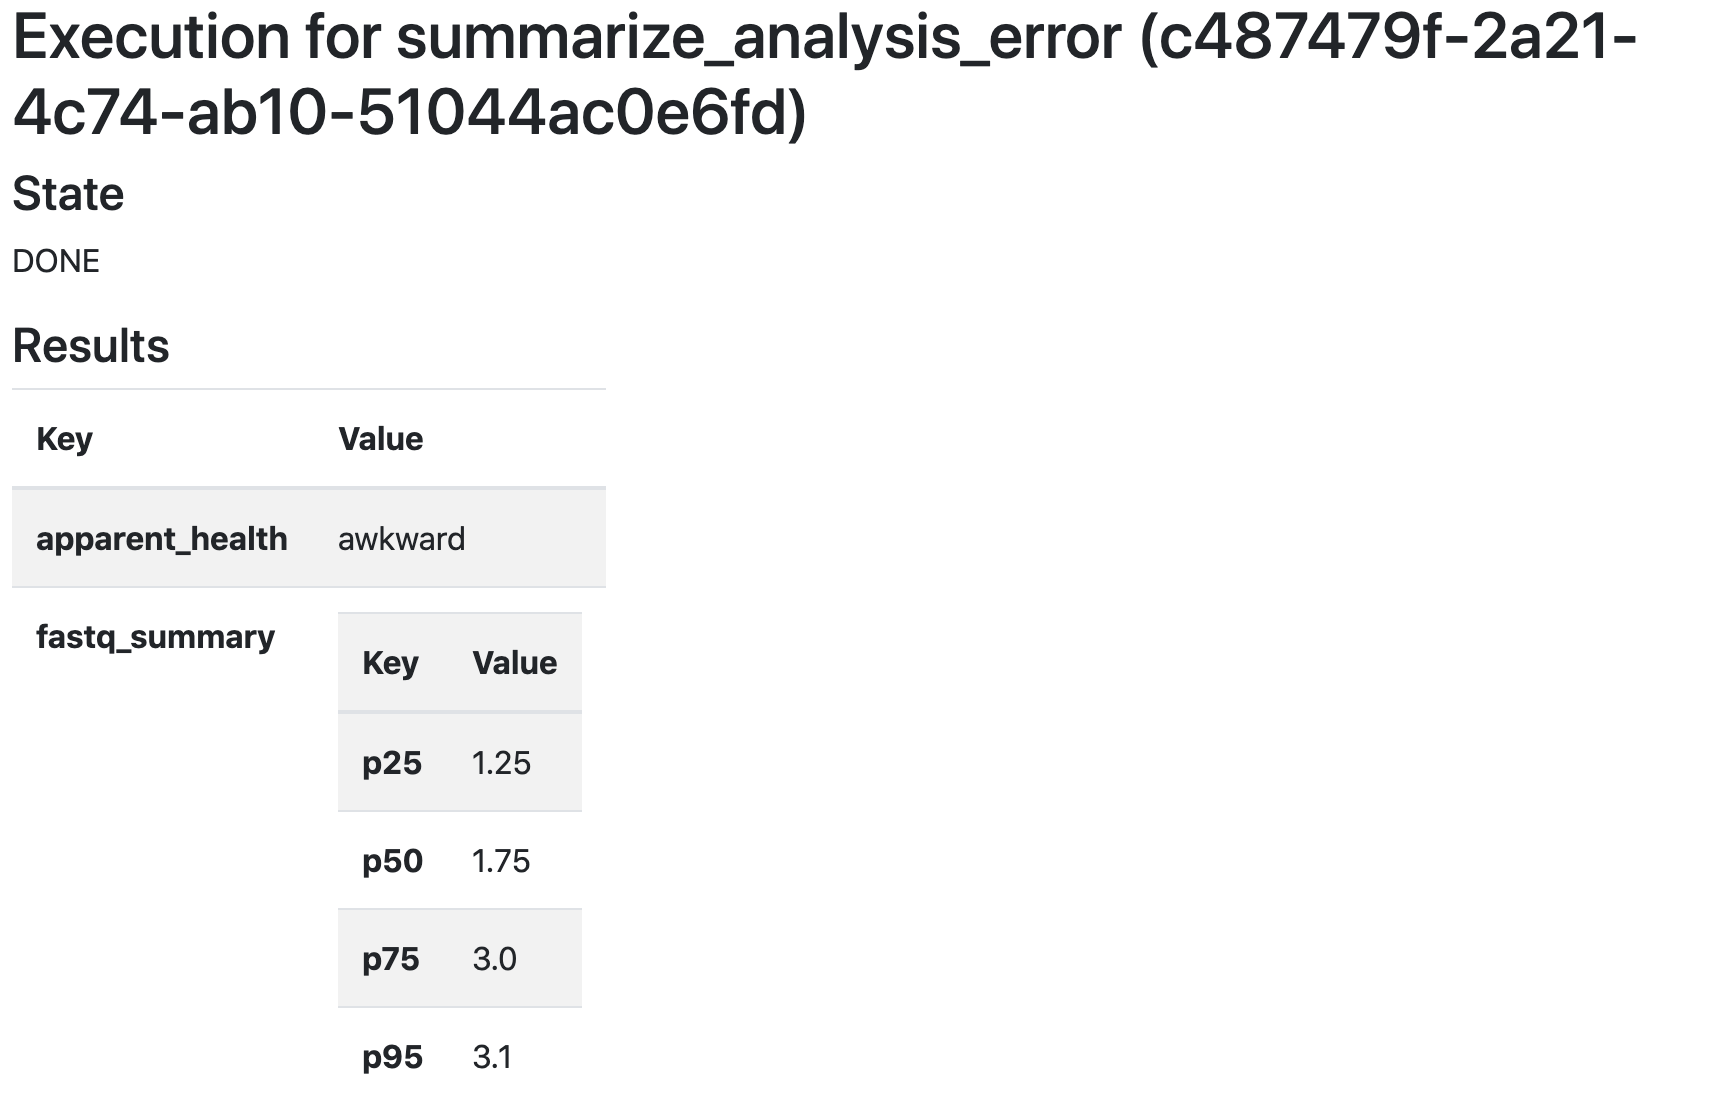 Execution for summarize_analysis_error (c487479f-2a21-
4c74-ab10-51044ac0e6fd)
State
DONE
Results
Key Value
apparent_health awkward
fastq_summary
Key Value
p25 1.25
p50 1.75
p75 3.0
p95 3.1